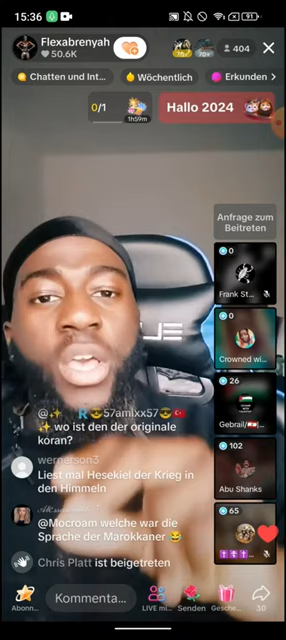 15:36
91
Flexabrenyah
50.6K
404
Chatten und Int...
Wöchentlich
Erkunden
0/1
1h59m
Hallo 2024
Anfrage zum
Beitreten
0
Frank St...
0
Crowned wi...
26
Gebrail/
102
Abu Shanks
65
57amlxx57
wo ist den der originale
koran?
wernerson3
Liest mal Hesekiel der Krieg in
den Himmeln
@Mocroam welche war die
Sprache der Marokkaner
Chris Platt ist beigetreten
Abonn...
Kommenta...
LIVE mi...
Senden
Gesche...
30